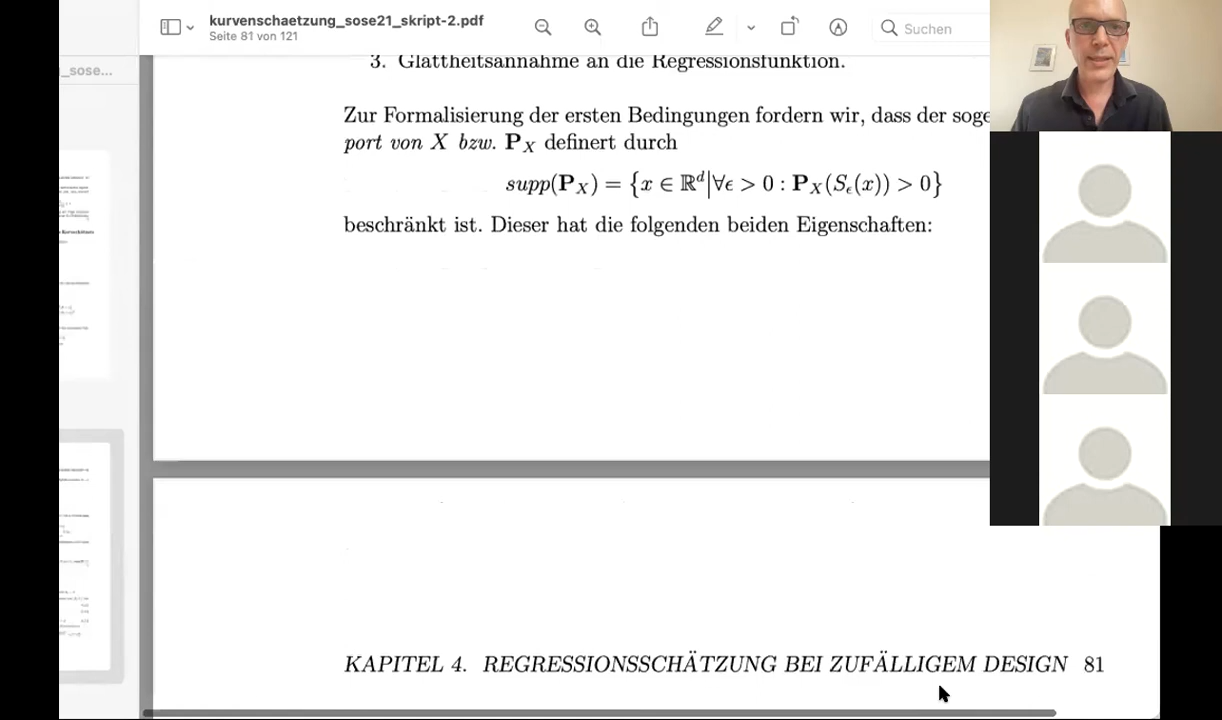 kurvenschaetzung_sose21_skript-2.pdf
Seite 81 von 121
Suchen
_sose...
3. Glattheitsannahme an die Regressionsfunktion.
Zur Formalisierung der ersten Bedingungen fordern wir, dass der soge
port von X bzw. P_X definert durch
supp(P_X) = {x ∈ ℝ^d | ∀ϵ > 0 : P_X(S_ϵ(x)) > 0}
beschränkt ist. Dieser hat die folgenden beiden Eigenschaften:
KAPITEL 4. REGRESSIONSSCHÄTZUNG BEI ZUFÄLLIGEM DESIGN 81